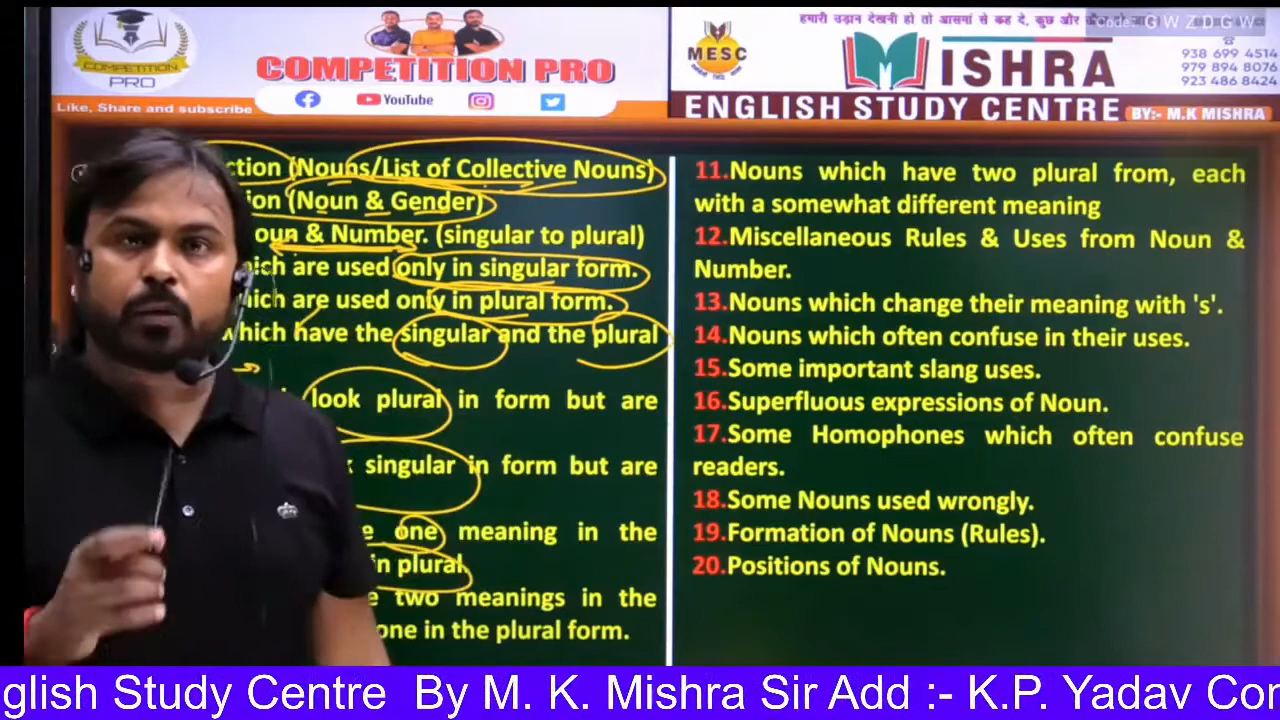 COMPETITION
PRO
Like, Share and subscribe
COMPETITION PRO
YouTube
हमारी उड़ान देखनी हो तो आसमां से कह दे, कुछ और
Code: G W Z D G W
MESC
MISHRA
938 699 4514
979 894 8076
923 486 8424
ENGLISH STUDY CENTRE BY:- M.K MISHRA
ction (Nouns/List of Collective Nouns)
ion (Noun & Gender)
oun & Number. (singular to plural)
ich are used only in singular form.
ich are used only in plural form.
which have the singular and the plural
look plural in form but are
k singular in form but are
e one meaning in the
in plural
e two meanings in the
one in the plural form.
11.Nouns which have two plural from, each
with a somewhat different meaning
12.Miscellaneous Rules & Uses from Noun &
Number.
13.Nouns which change their meaning with 's'.
14.Nouns which often confuse in their uses.
15.Some important slang uses.
16.Superfluous expressions of Noun.
17.Some Homophones which often confuse
readers.
18.Some Nouns used wrongly.
19.Formation of Nouns (Rules).
20.Positions of Nouns.
glish Study Centre By M. K. Mishra Sir Add :- K.P. Yadav Cor